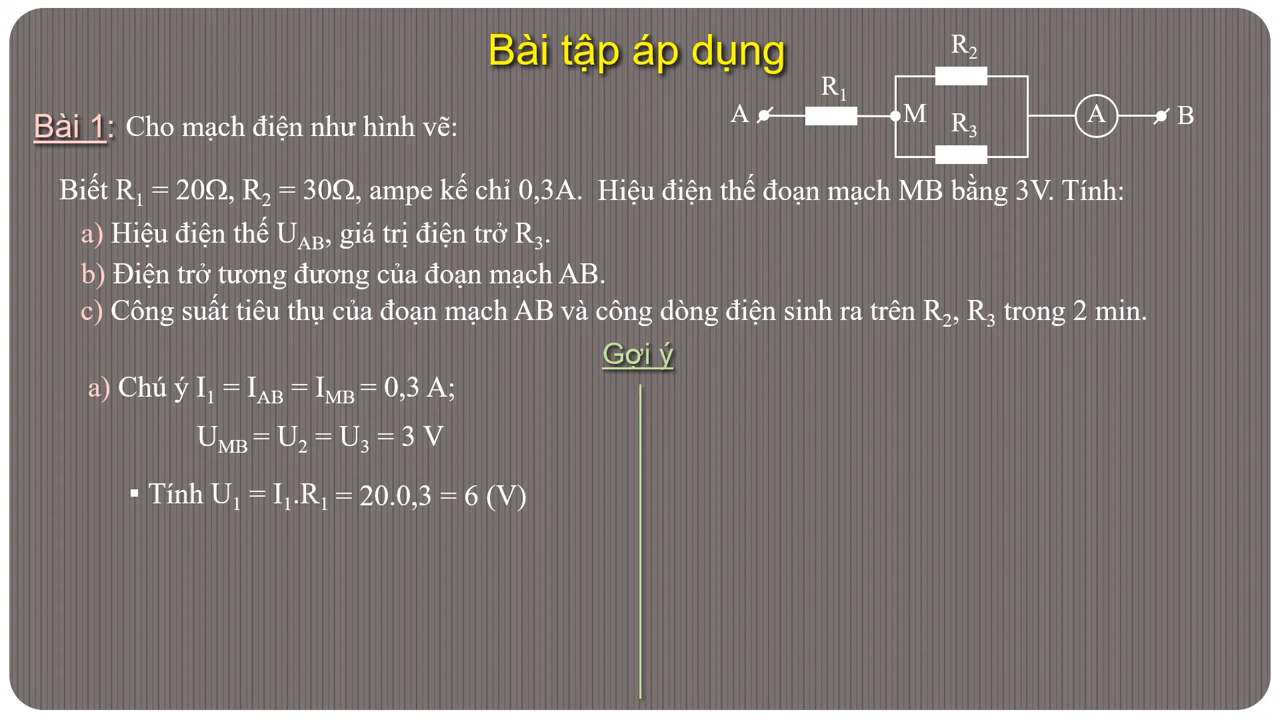 Bài tập áp dụng
R₂
R₁
A
M
A
B
R₃
Bài 1: Cho mạch điện như hình vẽ:
Biết R₁ = 20Ω, R₂ = 30Ω, ampe kế chỉ 0,3A. Hiệu điện thế đoạn mạch MB bằng 3V. Tính:
a) Hiệu điện thế U_AB, giá trị điện trở R₃.
b) Điện trở tương đương của đoạn mạch AB.
c) Công suất tiêu thụ của đoạn mạch AB và công dòng điện sinh ra trên R₂, R₃ trong 2 min.
Gợi ý
a) Chú ý I₁ = I_AB = I_MB = 0,3 A;
U_MB = U₂ = U₃ = 3 V
▪ Tính U₁ = I₁.R₁ = 20.0,3 = 6 (V)